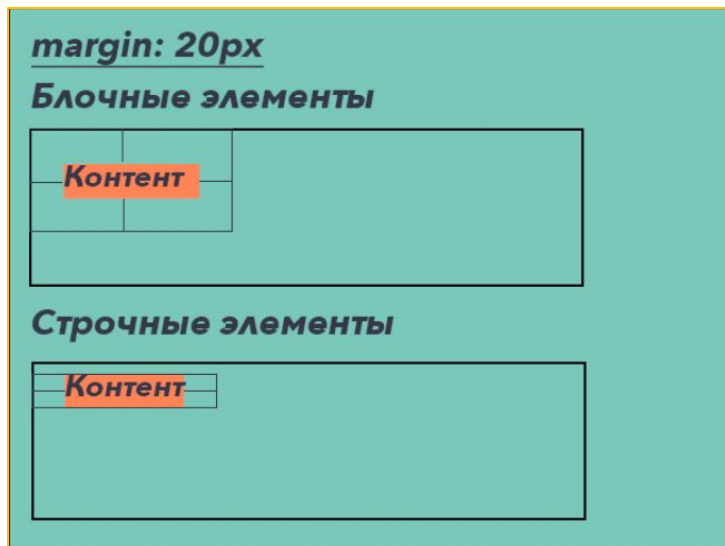 margin: 20px
Блочные элементы
Контент
Строчные элементы
Контент